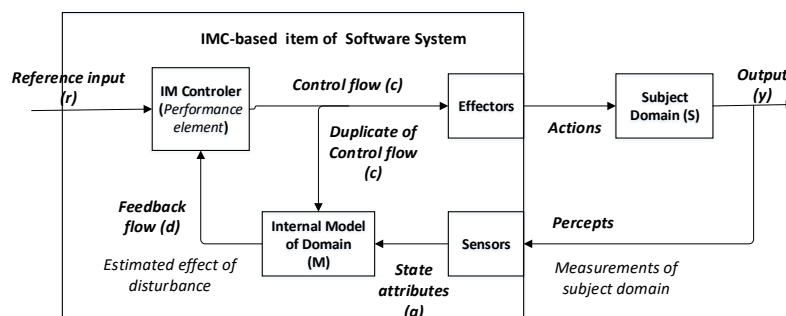 IMC-based item of Software System
Reference input
(r)
IM Controler
(Performance
element)
Control flow (c)
Effectors
Actions
Subject
Domain (S)
Output
(y)
Duplicate of
Control flow
(c)
Feedback
flow (d)
Estimated effect of
disturbance
Internal Model
of Domain
(M)
State
attributes
(q)
Sensors
Percepts
Measurements of
subject domain